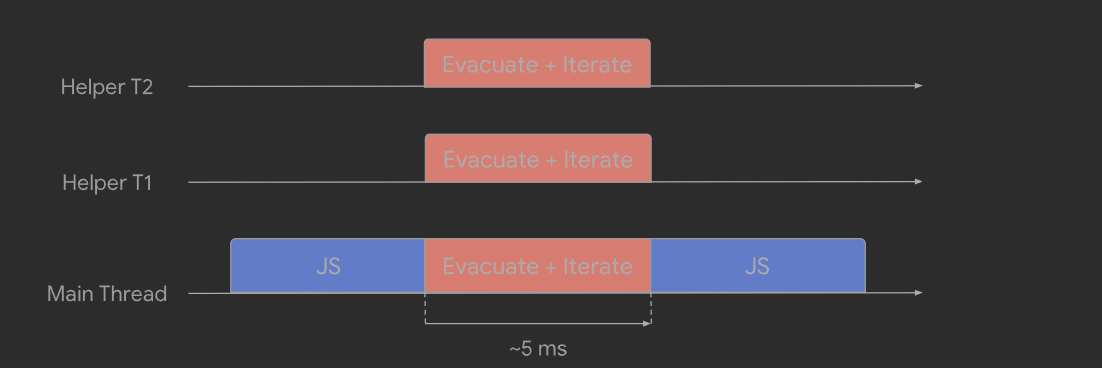 Helper T2 Evacuate + Iterate
Helper T1 Evacuate + Iterate
Main Thread JS Evacuate + Iterate JS
~5 ms